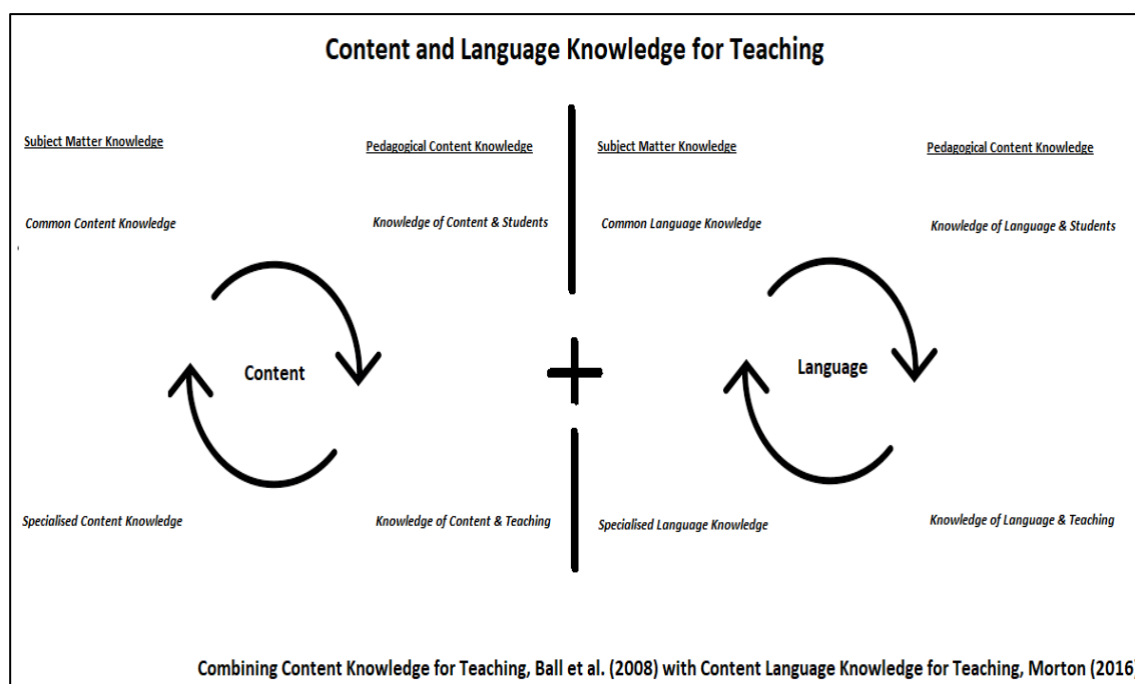 Content and Language Knowledge for Teaching
Subject Matter Knowledge
Pedagogical Content Knowledge
Subject Matter Knowledge
Pedagogical Content Knowledge
Common Content Knowledge
Knowledge of Content & Students
Common Language Knowledge
Knowledge of Language & Students
Content
+
Language
Specialised Content Knowledge
Knowledge of Content & Teaching
Specialised Language Knowledge
Knowledge of Language & Teaching
Combining Content Knowledge for Teaching, Ball et al. (2008) with Content Language Knowledge for Teaching, Morton (2016)